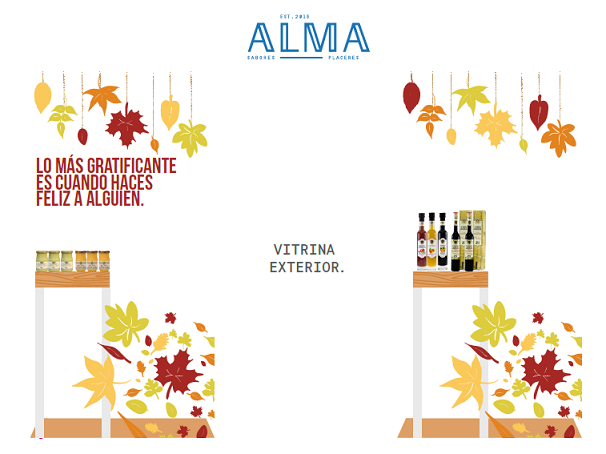 EST.2018
ALMA
SABORES PLACERES
LO MÁS GRATIFICANTE
ES CUANDO HACES
FELIZ A ALGUIEN.
VITRINA
EXTERIOR.